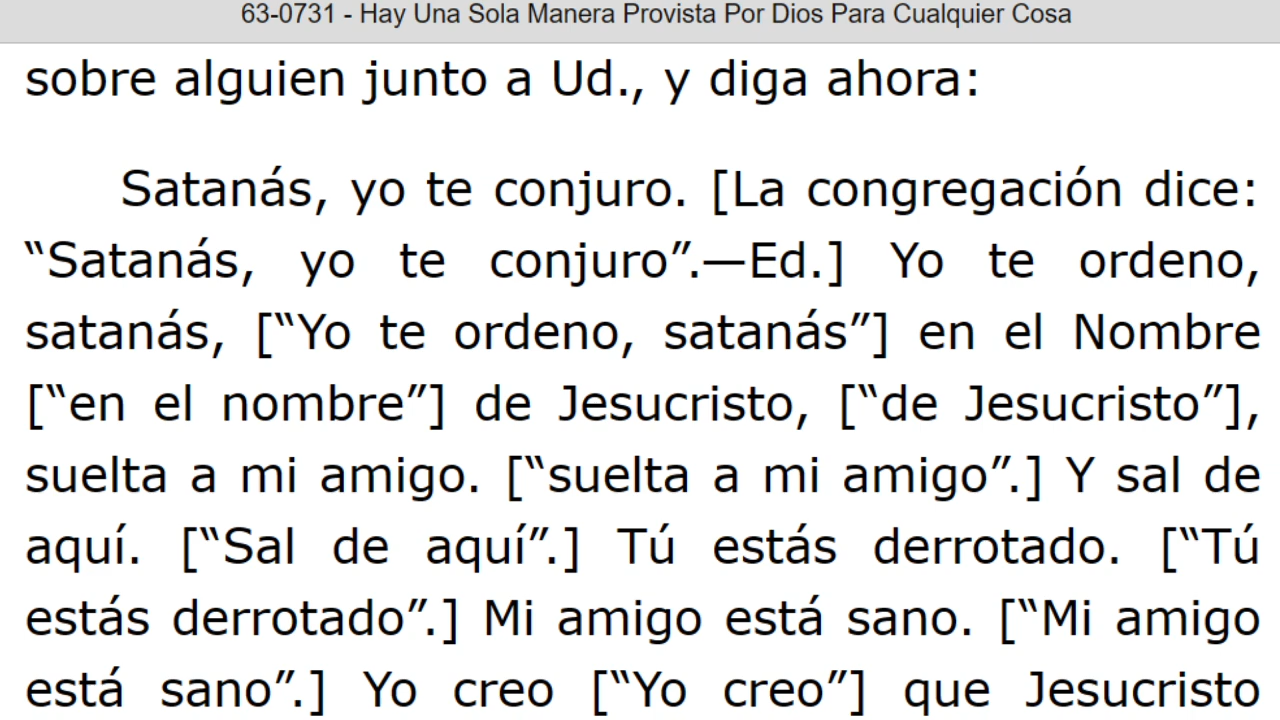 63-0731 - Hay Una Sola Manera Provista Por Dios Para Cualquier Cosa
sobre alguien junto a Ud., y diga ahora:
Satanás, yo te conjuro. [La congregación dice:
“Satanás, yo te conjuro”.—Ed.] Yo te ordeno,
satanás, [“Yo te ordeno, satanás”] en el Nombre
[“en el nombre”] de Jesucristo, [“de Jesucristo”],
suelta a mi amigo. [“suelta a mi amigo”.] Y sal de
aquí. [“Sal de aquí”.] Tú estás derrotado. [“Tú
estás derrotado”.] Mi amigo está sano. [“Mi amigo
está sano”.] Yo creo [“Yo creo”] que Jesucristo